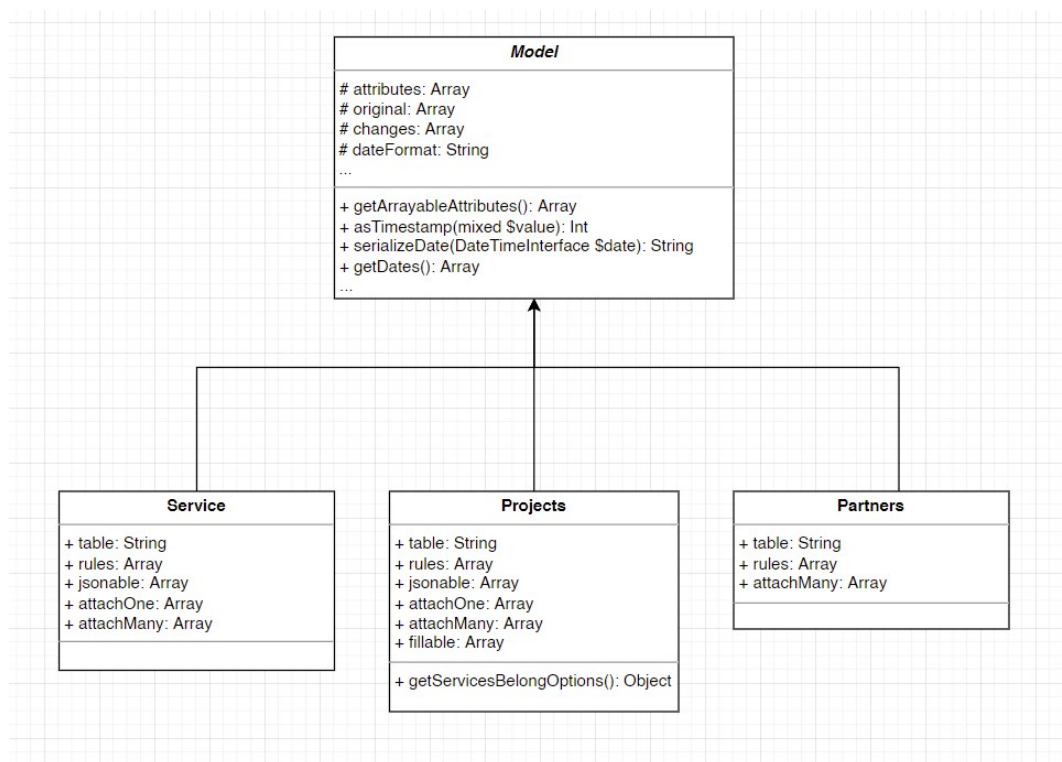 Model
# attributes: Array
# original: Array
# changes: Array
# dateFormat: String
...
+ getArrayableAttributes(): Array
+ asTimestamp(mixed $value): Int
+ serializeDate(DateTimeInterface $date): String
+ getDates(): Array
...
Service
+ table: String
+ rules: Array
+ jsonable: Array
+ attachOne: Array
+ attachMany: Array
Projects
+ table: String
+ rules: Array
+ jsonable: Array
+ attachOne: Array
+ attachMany: Array
+ fillable: Array
+ getServicesBelongOptions(): Object
Partners
+ table: String
+ rules: Array
+ attachMany: Array